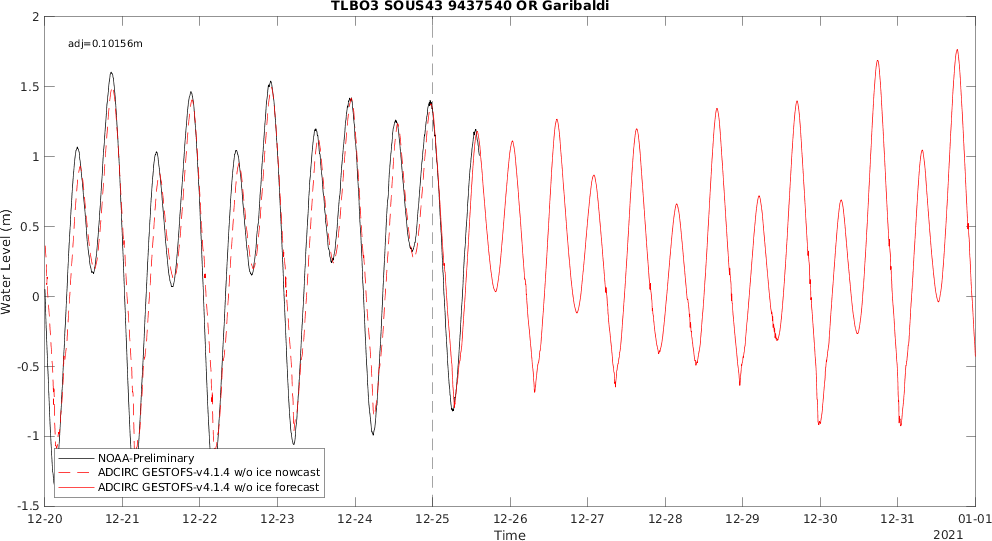 TLBO3 SOUS43 9437540 OR Garibaldi
adj=0.10156m
2
1.5
1
0.5
0
-0.5
-1
-1.5
Water Level (m)
NOAA-Preliminary
ADCIRC GESTOFS-v4.1.4 w/o ice nowcast
ADCIRC GESTOFS-v4.1.4 w/o ice forecast
12-20 12-21 12-22 12-23 12-24 12-25 12-26 12-27 12-28 12-29 12-30 12-31 01-01
Time
2021